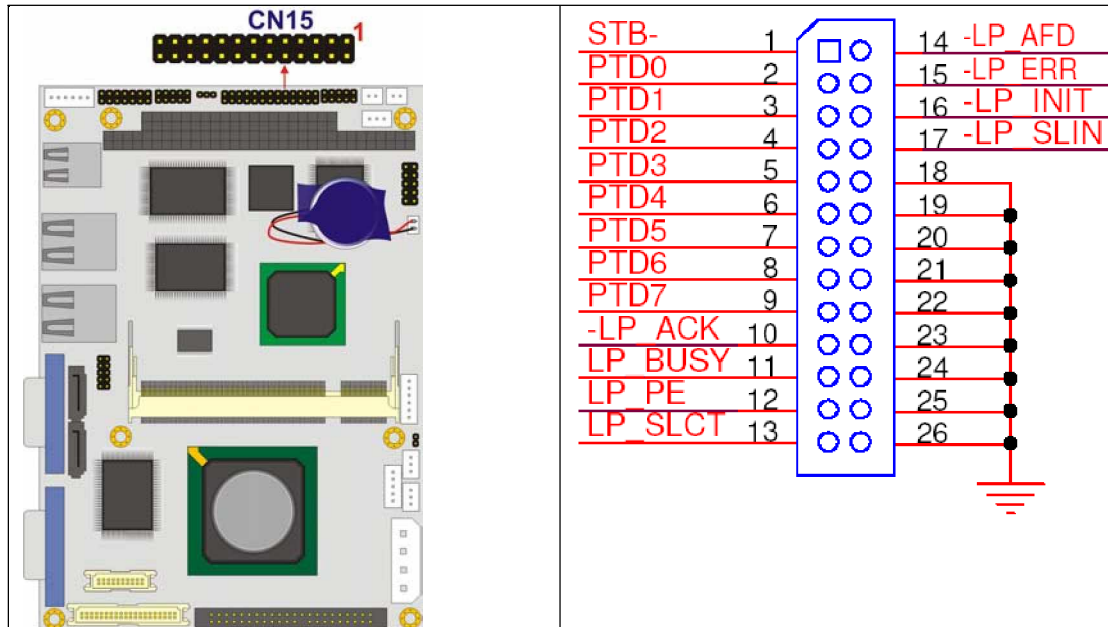 CN15
1
STB- 1 14 -LP_AFD
PTD0 2 15 -LP_ERR
PTD1 3 16 -LP_INIT
PTD2 4 17 -LP_SLIN
PTD3 5 18
PTD4 6 19
PTD5 7 20
PTD6 8 21
PTD7 9 22
-LP_ACK 10 23
LP_BUSY 11 24
LP_PE 12 25
LP_SLCT 13 26